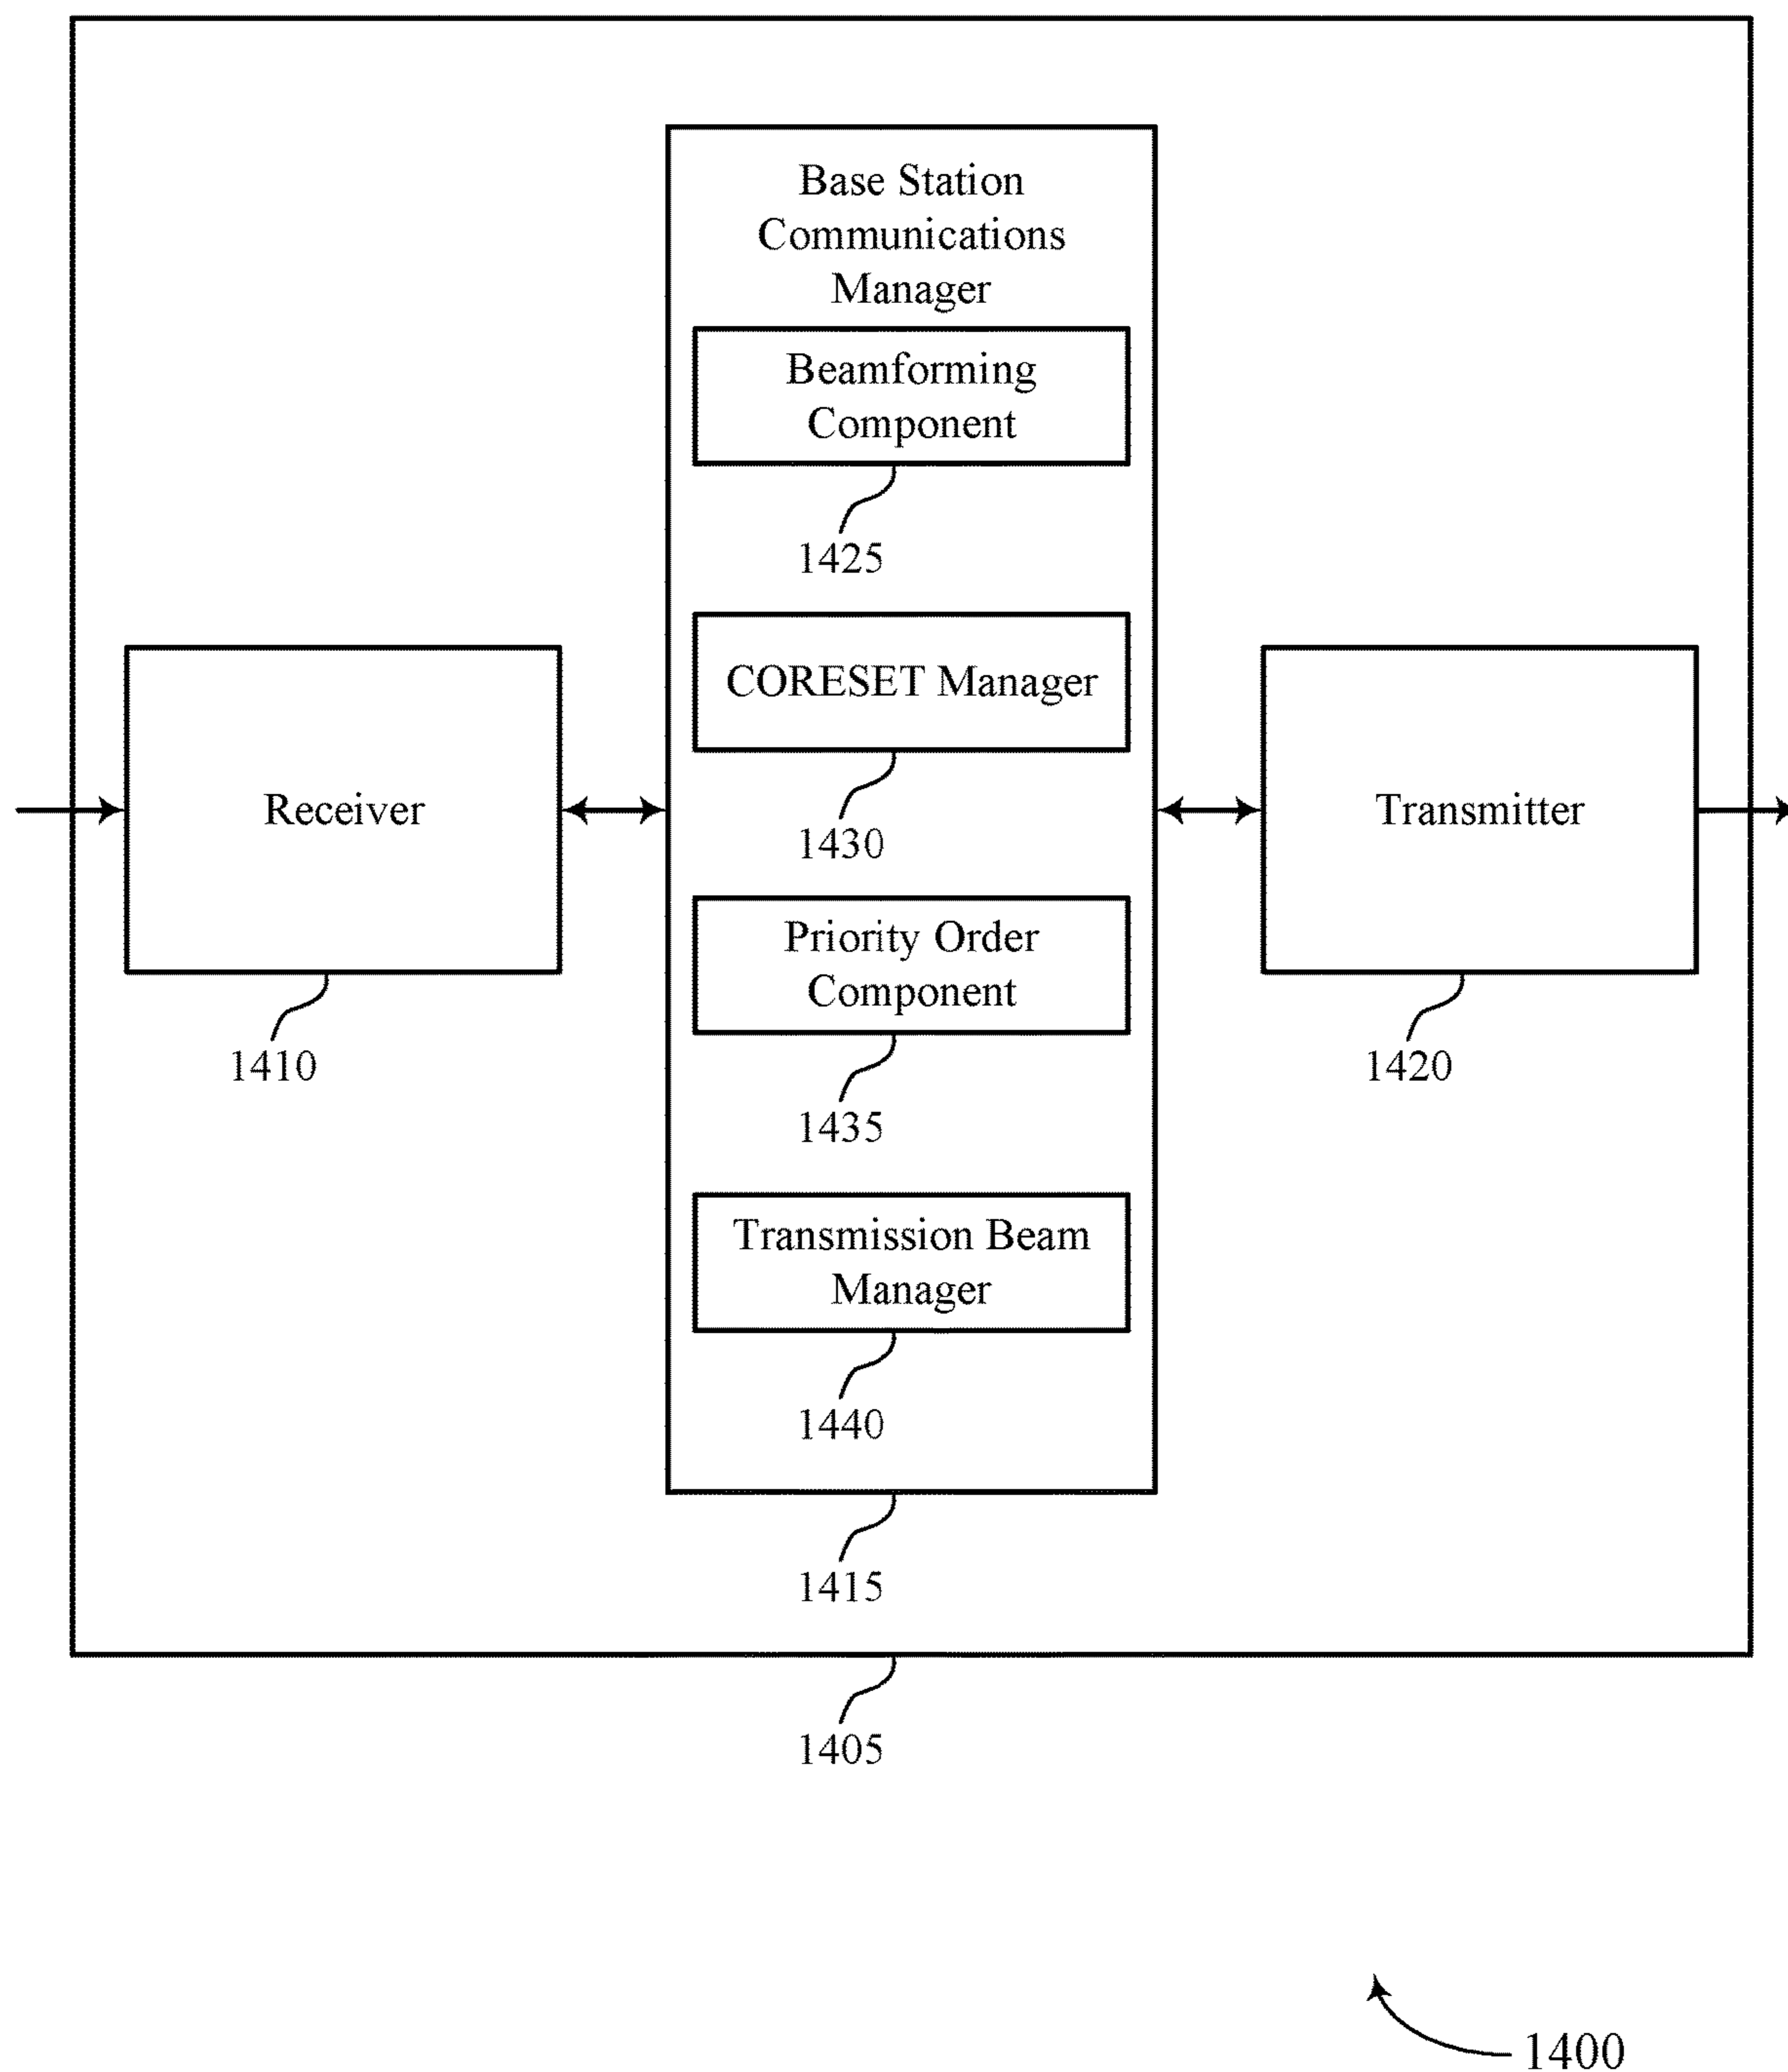 Base Station
Communications
Manager
Beamforming
Component
1425
CORESET Manager
1430
Receiver
1410
Transmitter
1420
Priority Order
Component
1435
Transmission Beam
Manager
1440
1415
1405
1400